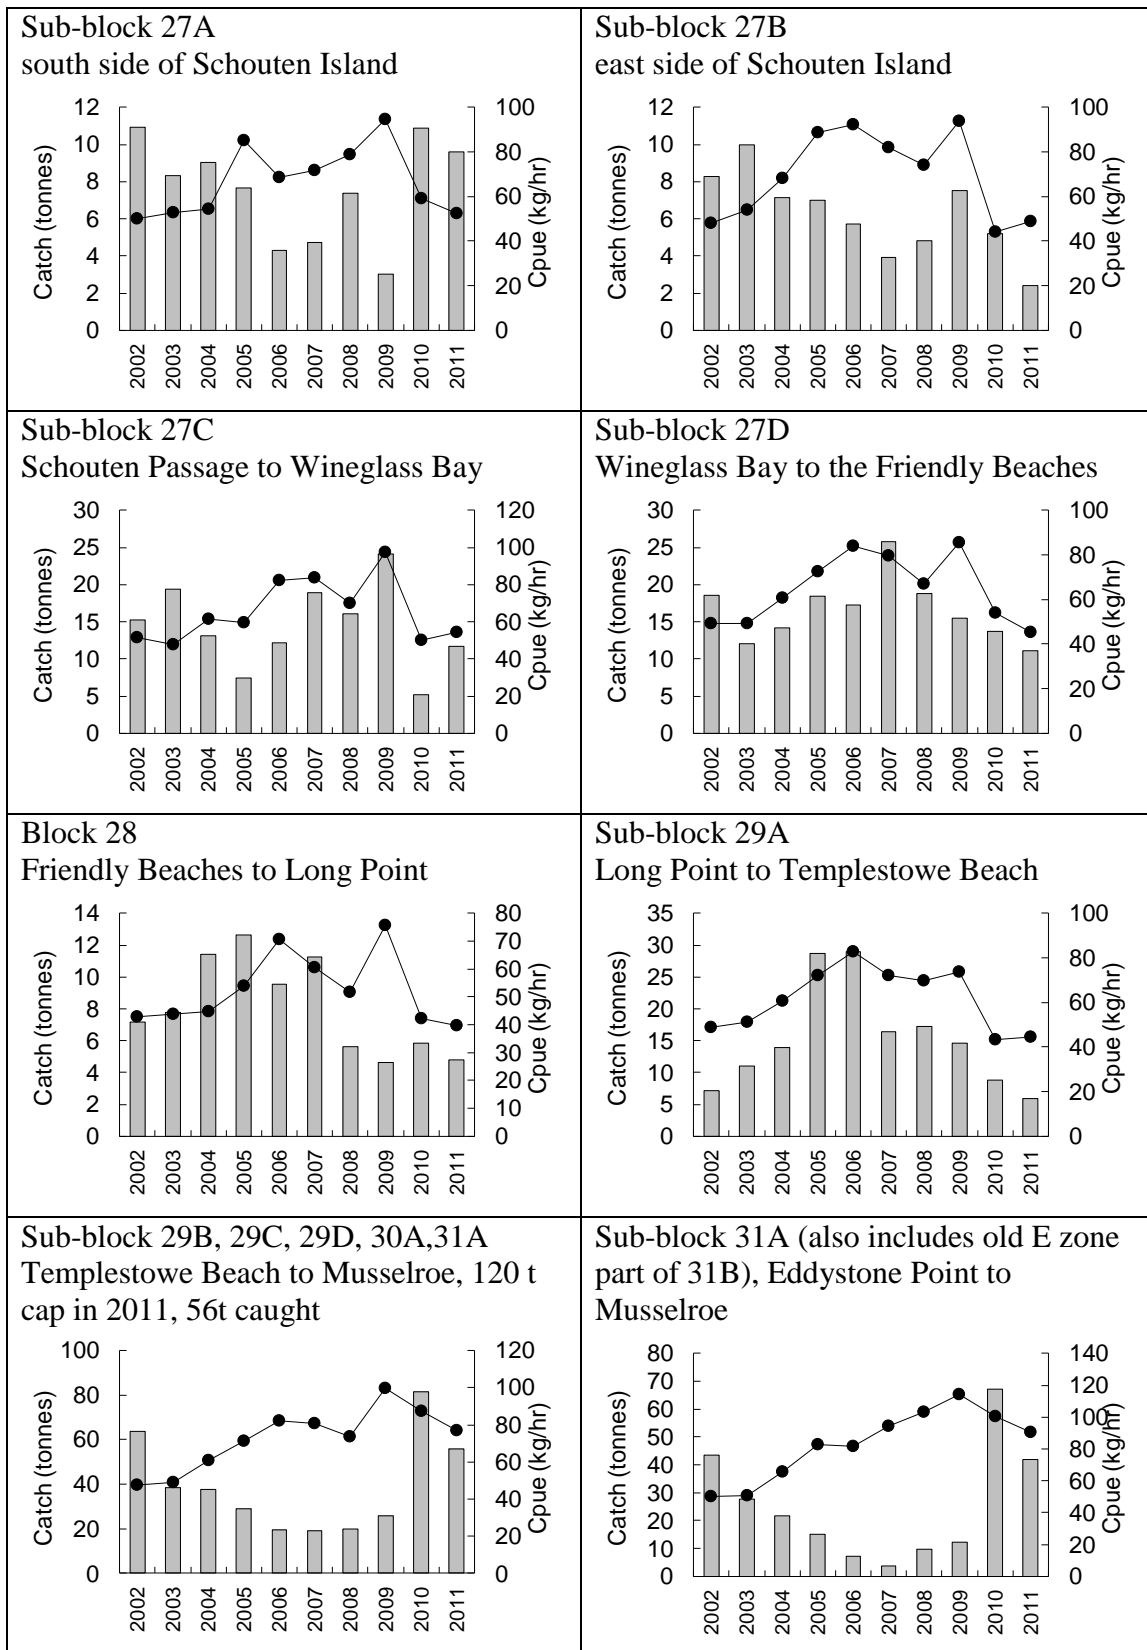 Sub-block 27A
south side of Schouten Island
Catch (tonnes)
12
10
8
6
4
2
0
Cpue (kg/hr)
100
80
60
40
20
0
2002 2003 2004 2005 2006 2007 2008 2009 2010 2011
Sub-block 27B
east side of Schouten Island
Catch (tonnes)
12
10
8
6
4
2
0
Cpue (kg/hr)
100
80
60
40
20
0
2002 2003 2004 2005 2006 2007 2008 2009 2010 2011
Sub-block 27C
Schouten Passage to Wineglass Bay
Catch (tonnes)
30
25
20
15
10
5
0
Cpue (kg/hr)
120
100
80
60
40
20
0
2002 2003 2004 2005 2006 2007 2008 2009 2010 2011
Sub-block 27D
Wineglass Bay to the Friendly Beaches
Catch (tonnes)
30
25
20
15
10
5
0
Cpue (kg/hr)
100
80
60
40
20
0
2002 2003 2004 2005 2006 2007 2008 2009 2010 2011
Block 28
Friendly Beaches to Long Point
Catch (tonnes)
14
12
10
8
6
4
2
0
Cpue (kg/hr)
80
70
60
50
40
30
20
10
0
2002 2003 2004 2005 2006 2007 2008 2009 2010 2011
Sub-block 29A
Long Point to Templestowe Beach
Catch (tonnes)
35
30
25
20
15
10
5
0
Cpue (kg/hr)
100
80
60
40
20
0
2002 2003 2004 2005 2006 2007 2008 2009 2010 2011
Sub-block 29B, 29C, 29D, 30A,31A
Templestowe Beach to Musselroe, 120 t
cap in 2011, 56t caught
Catch (tonnes)
100
80
60
40
20
0
Cpue (kg/hr)
120
100
80
60
40
20
0
2002 2003 2004 2005 2006 2007 2008 2009 2010 2011
Sub-block 31A (also includes old E zone
part of 31B), Eddystone Point to
Musselroe
Catch (tonnes)
80
70
60
50
40
30
20
10
0
Cpue (kg/hr)
140
120
100
80
60
40
20
0
2002 2003 2004 2005 2006 2007 2008 2009 2010 2011